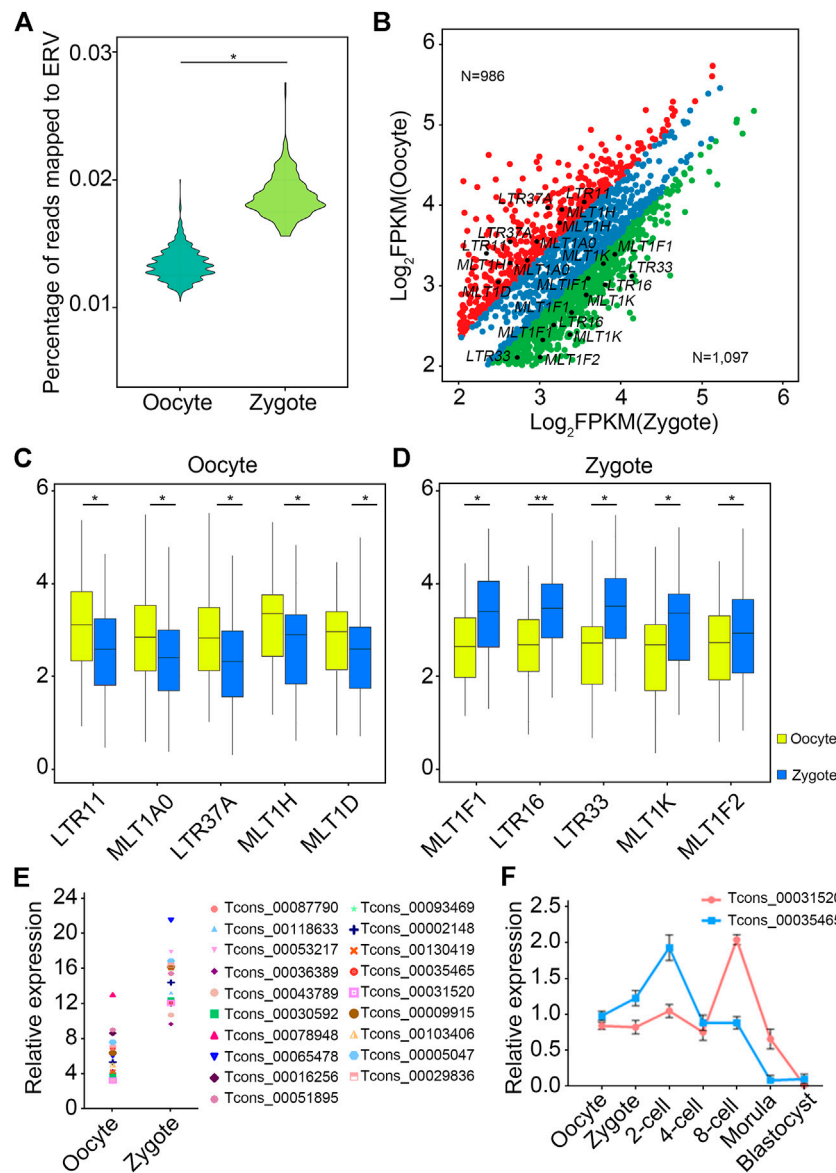 A
Percentage of reads mapped to ERV
0.03
0.02
0.01
*
Oocyte
Zygote
B
Log2FPKM(Oocyte)
6
5
4
3
2
N=986
LTR37A
LTR11
MLT1H
MLT1H
LTR37A
LTR11
MLT1A0
MLT1K
MLT1F1
MLT1H
MLT1A0
LTR33
MLT1D
MLTIF1
LTR16
MLT1F1
MLT1K
LTR16
MLT1F1
MLT1K
LTR33
MLT1F2
N=1,097
2
3
4
5
6
Log2FPKM(Zygote)
C
Oocyte
6
4
2
0
* * * * *
LTR11
MLT1A0
LTR37A
MLT1H
MLT1D
D
Zygote
6
4
2
0
* ** * * *
MLT1F1
LTR16
LTR33
MLT1K
MLT1F2
Oocyte
Zygote
E
Relative expression
24
20
16
12
8
4
0
Oocyte
Zygote
Tcons_00087790
Tcons_00118633
Tcons_00053217
Tcons_00036389
Tcons_00043789
Tcons_00030592
Tcons_00078948
Tcons_00065478
Tcons_00016256
Tcons_00051895
Tcons_00093469
Tcons_00002148
Tcons_00130419
Tcons_00035465
Tcons_00031520
Tcons_00009915
Tcons_00103406
Tcons_00005047
Tcons_00029836
F
Relative expression
2.5
2.0
1.5
1.0
0.5
0.0
Tcons_00031520
Tcons_00035465
Oocyte
Zygote
2-cell
4-cell
8-cell
Morula
Blastocyst